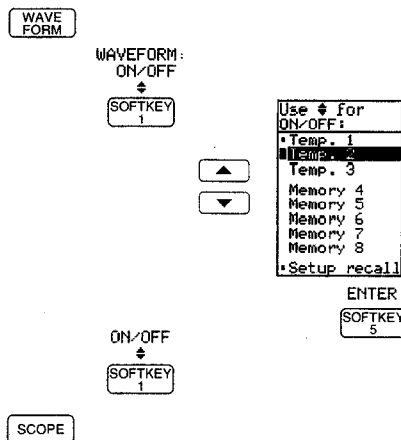 WAVE
FORM
WAVEFORM:
ON/OFF
SOFTKEY
1
Use ♦ for
ON/OFF:
▪Temp. 1
Temp. 2
Temp. 3
Memory 4
Memory 5
Memory 6
Memory 7
Memory 8
▪Setup recall
ENTER
SOFTKEY
5
ON/OFF
SOFTKEY
1
SCOPE